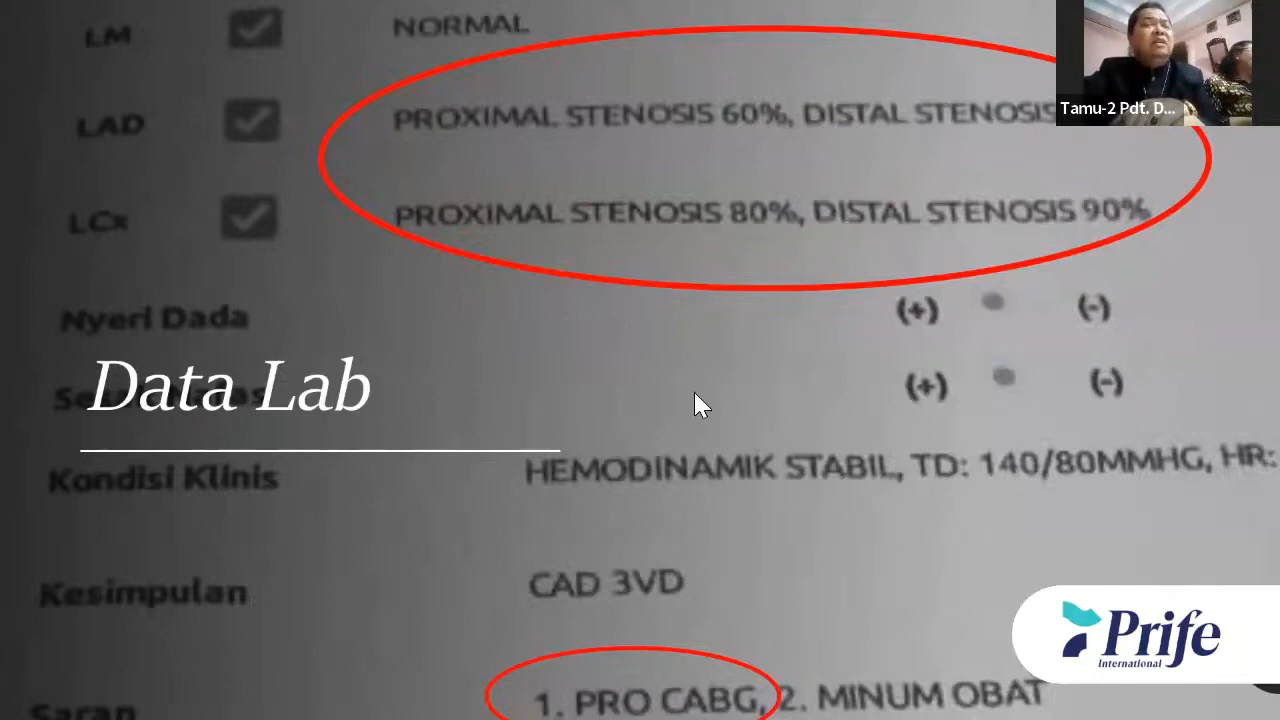 LM NORMAL
LAD PROXIMAL STENOSIS 60%, DISTAL STENOSIS
Tamu-2 Pdt. D...
LCx PROXIMAL STENOSIS 80%, DISTAL STENOSIS 90%
Nyeri Dada (+) (-)
(+) (-)
Data Lab
Kondisi Klinis HEMODINAMIK STABIL, TD: 140/80MMHG, HR:
Kesimpulan CAD 3VD
Prife
International
Saran 1. PRO CABG, 2. MINUM OBAT